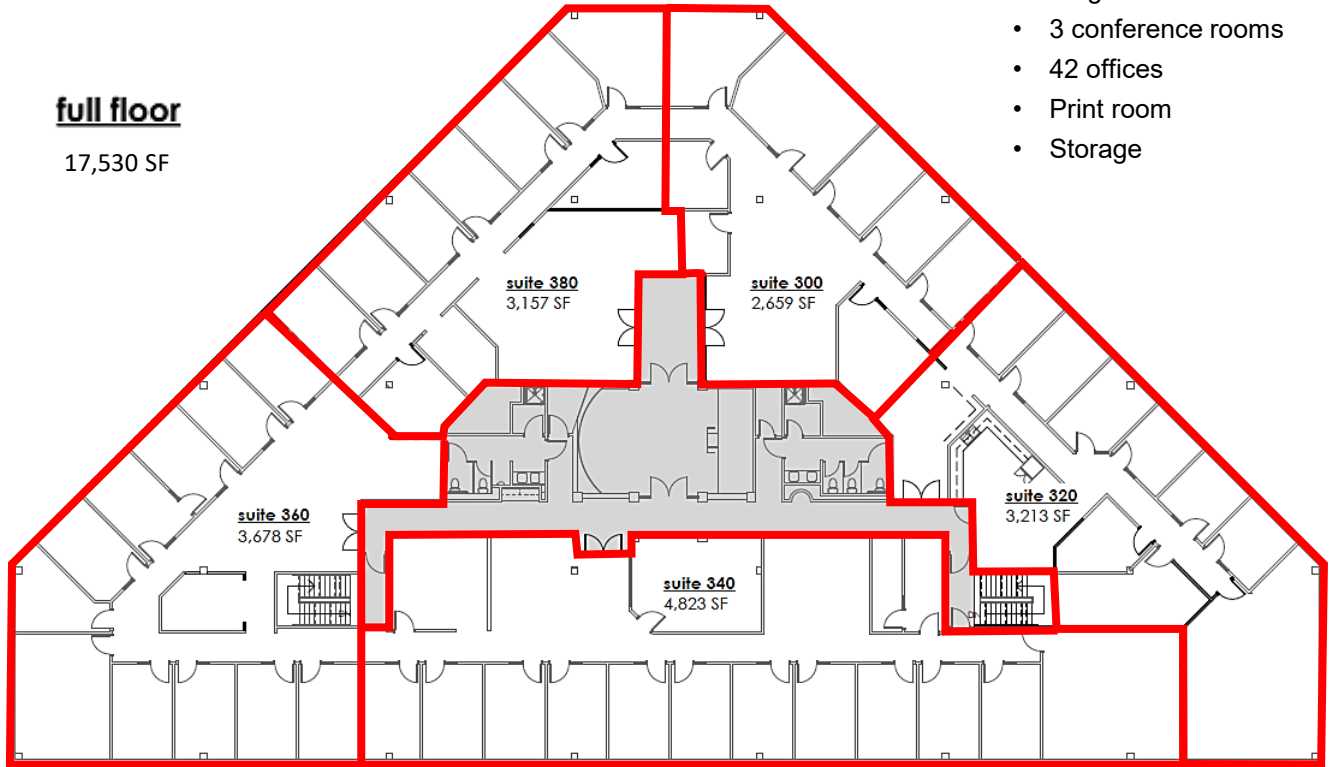 • 3 conference rooms
• 42 offices
• Print room
• Storage
full floor
17,530 SF
suite 380
3,157 SF
suite 300
2,659 SF
suite 360
3,678 SF
suite 320
3,213 SF
suite 340
4,823 SF